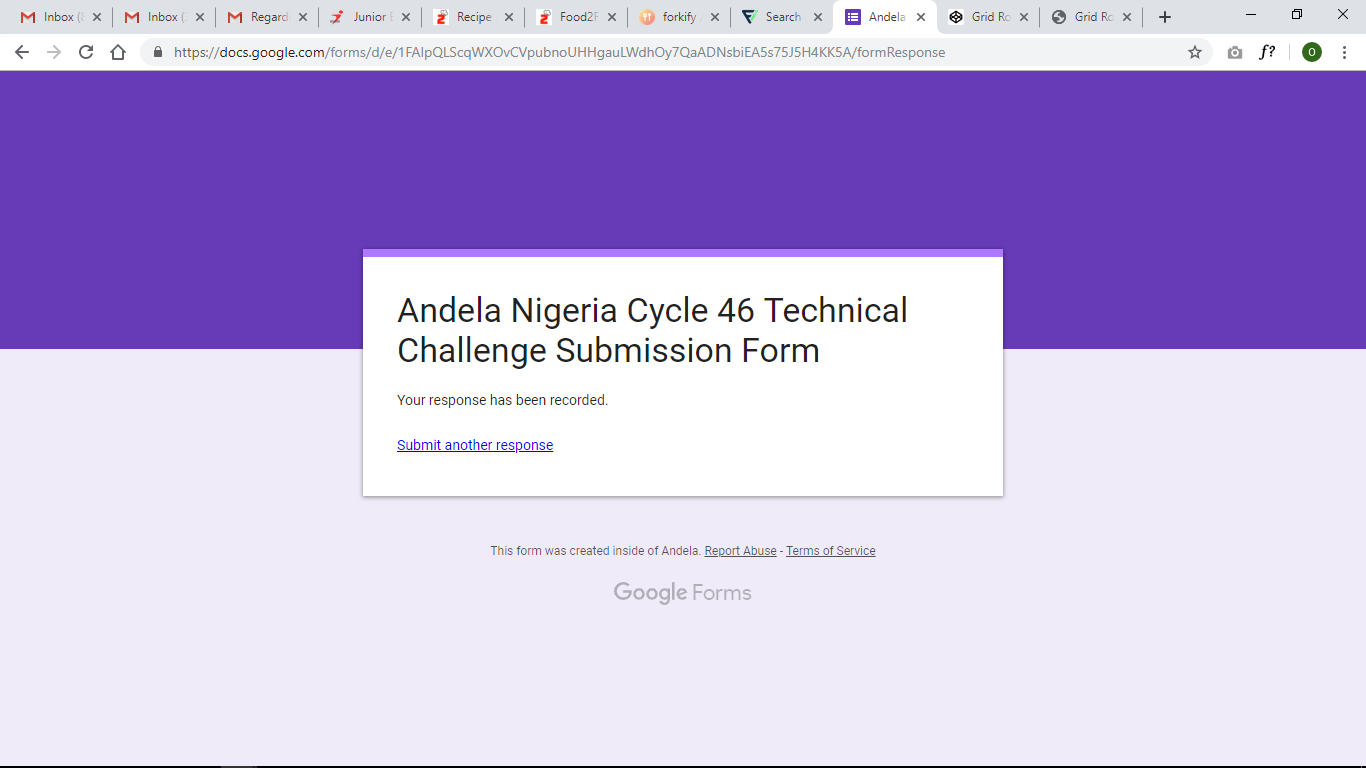 Inbox (
Inbox (
Regard
Junior
Recipe
Food2F
forkify
Search
Andela
Grid Ro
Grid Ro
https://docs.google.com/forms/d/e/1FAIpQLScqWXOvCVpubnoUHHgauLWdhOy7QaADNsbiEA5s75J5H4KK5A/formResponse
f?
O
Andela Nigeria Cycle 46 Technical
Challenge Submission Form
Your response has been recorded.
Submit another response
This form was created inside of Andela. Report Abuse - Terms of Service
Google Forms